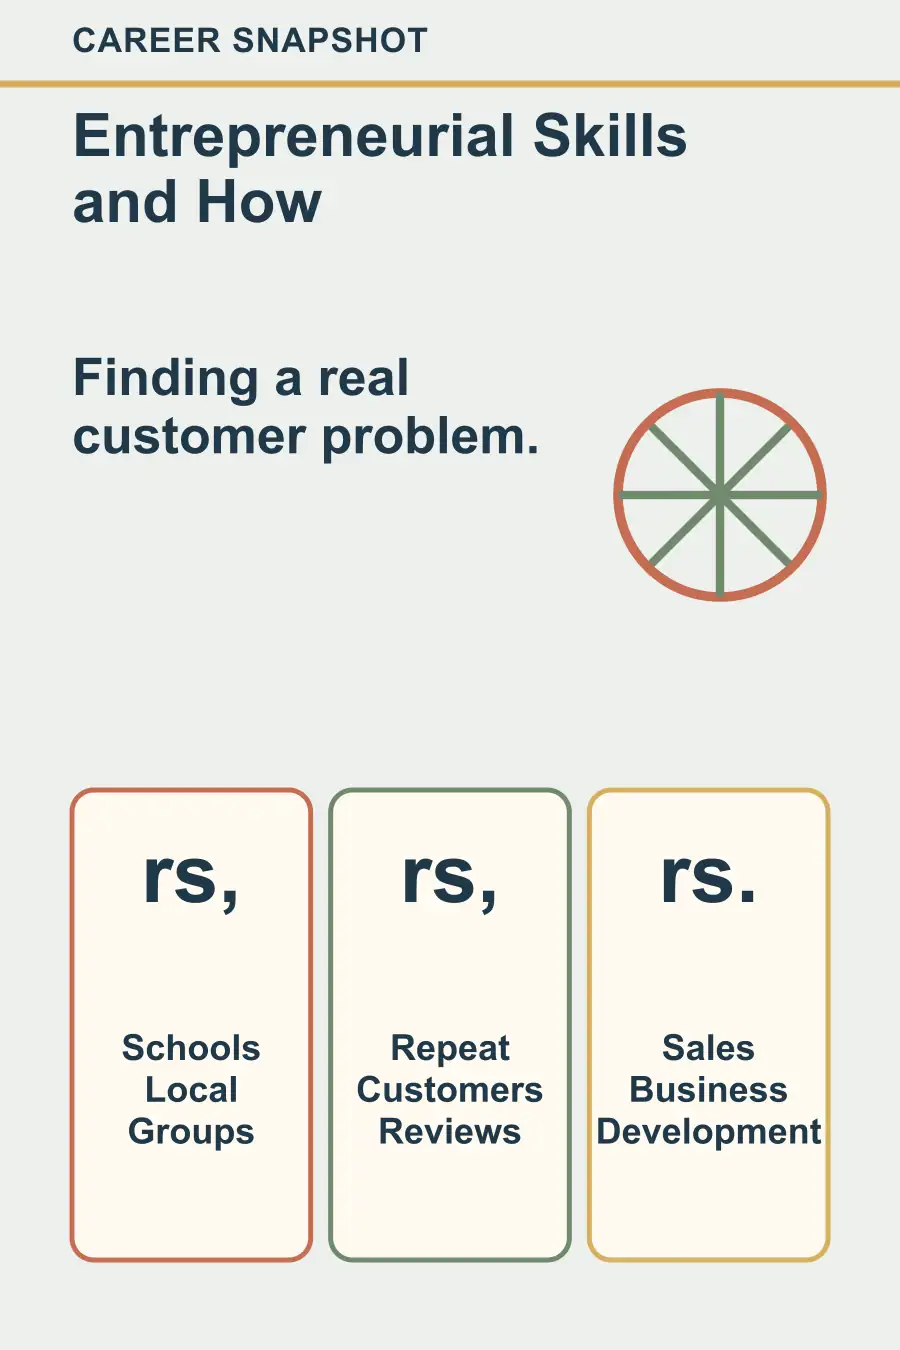 CAREER SNAPSHOT
Entrepreneurial Skills
and How
Finding a real
customer problem.
rs,
Schools
Local
Groups
rs,
Repeat
Customers
Reviews
rs.
Sales
Business
Development